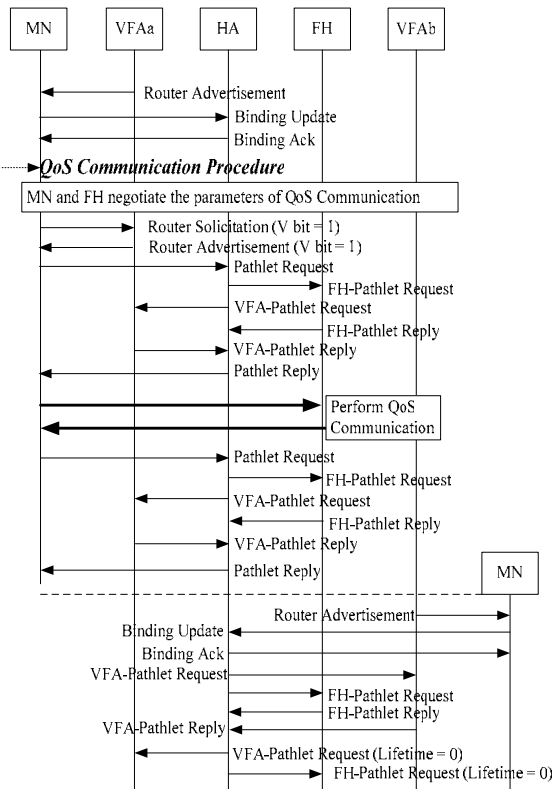 MN VFAa HA FH VFAb
Router Advertisement
Binding Update
Binding Ack
QoS Communication Procedure
MN and FH negotiate the parameters of QoS Communication
Router Solicitation (V bit = 1)
Router Advertisement (V bit = 1)
Pathlet Request
FH-Pathlet Request
VFA-Pathlet Request
FH-Pathlet Reply
VFA-Pathlet Reply
Pathlet Reply
Perform QoS
Communication
Pathlet Request
FH-Pathlet Request
VFA-Pathlet Request
FH-Pathlet Reply
VFA-Pathlet Reply
Pathlet Reply
MN
Router Advertisement
Binding Update
Binding Ack
VFA-Pathlet Request
FH-Pathlet Request
FH-Pathlet Reply
VFA-Pathlet Reply
VFA-Pathlet Request (Lifetime = 0)
FH-Pathlet Request (Lifetime = 0)